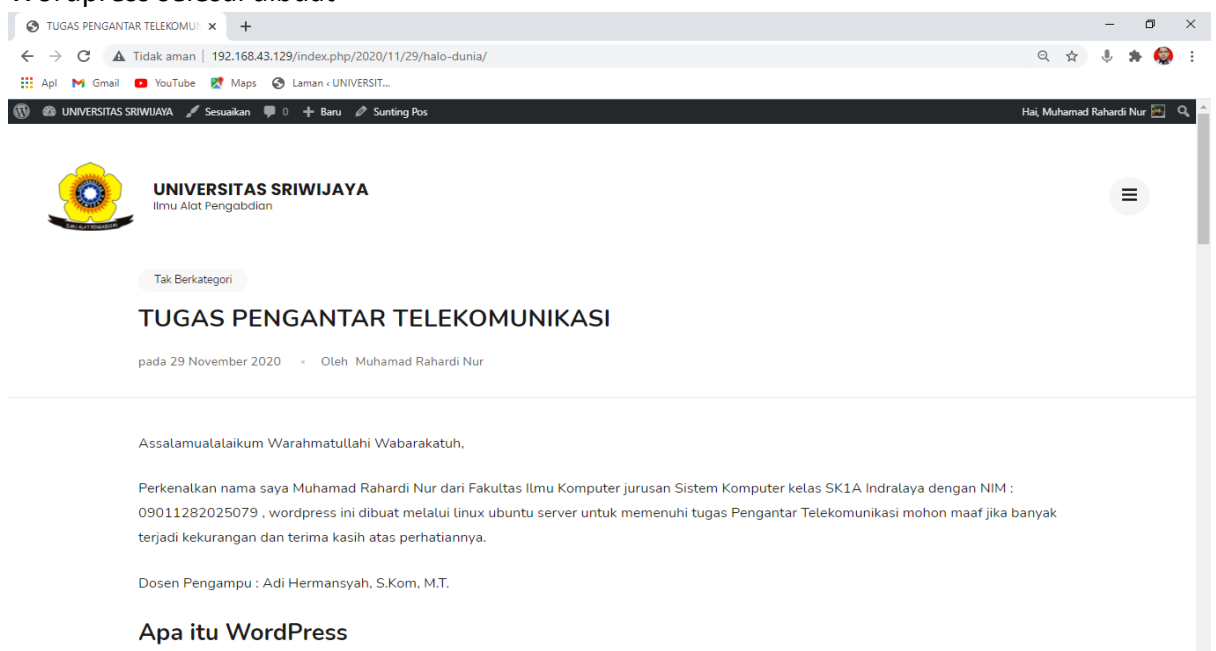 Wordpress selesai dibuat
TUGAS PENGANTAR TELEKOMUN
Tidak aman | 192.168.43.129/index.php/2020/11/29/halo-dunia/
Apl Gmail YouTube Maps Laman ‹ UNIVERSIT...
UNIVERSITAS SRIWIJAYA Sesuaikan 0 + Baru Sunting Pos Hai, Muhamad Rahardi Nur
UNIVERSITAS SRIWIJAYA
Ilmu Alat Pengabdian
ILMU ALAT PENGABDIAN
Tak Berkategori
TUGAS PENGANTAR TELEKOMUNIKASI
pada 29 November 2020 • Oleh Muhamad Rahardi Nur
Assalamualalaikum Warahmatullahi Wabarakatuh,
Perkenalkan nama saya Muhamad Rahardi Nur dari Fakultas Ilmu Komputer jurusan Sistem Komputer kelas SK1A Indralaya dengan NIM :
09011282025079 , wordpress ini dibuat melalui linux ubuntu server untuk memenuhi tugas Pengantar Telekomunikasi mohon maaf jika banyak
terjadi kekurangan dan terima kasih atas perhatiannya.
Dosen Pengampu : Adi Hermansyah, S.Kom, M.T.
Apa itu WordPress